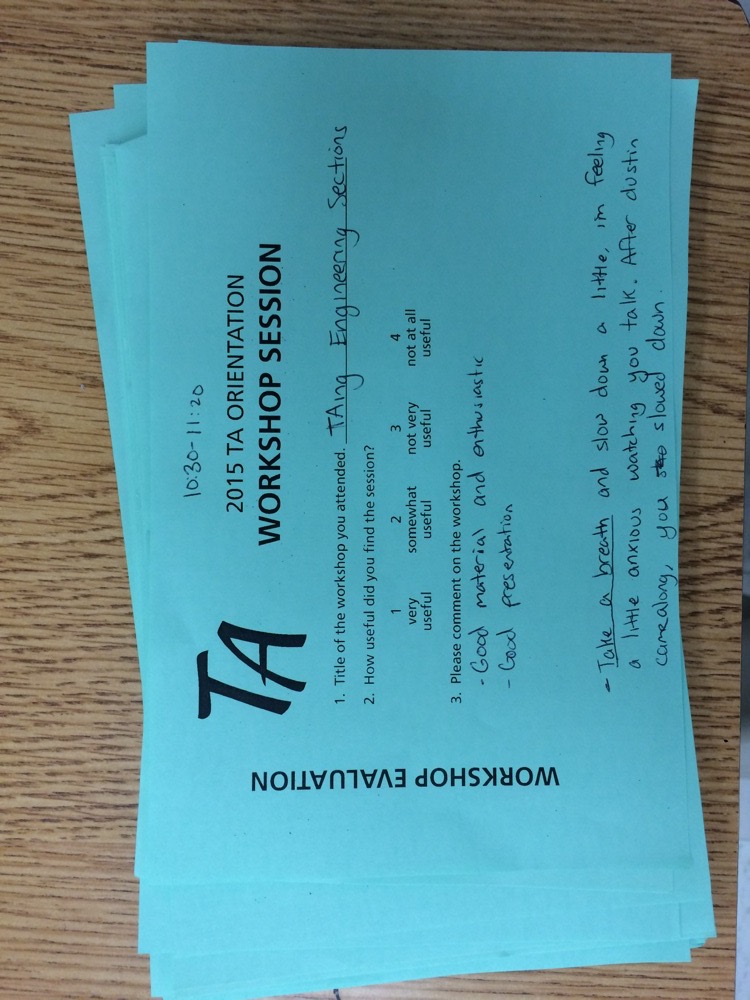 10:30-11:20
TA
2015 TA ORIENTATION
WORKSHOP SESSION
WORKSHOP EVALUATION
1. Title of the workshop you attended. TAing Engineering Sections
2. How useful did you find the session?
1 2 3 4
very somewhat not very not at all
useful useful useful useful
3. Please comment on the workshop.
- Good material and enthusiastic
- Good presentation
- Take a breath and slow down a little, im feeling
a little anxious watching you talk. After dustin
came along, you slowed down.